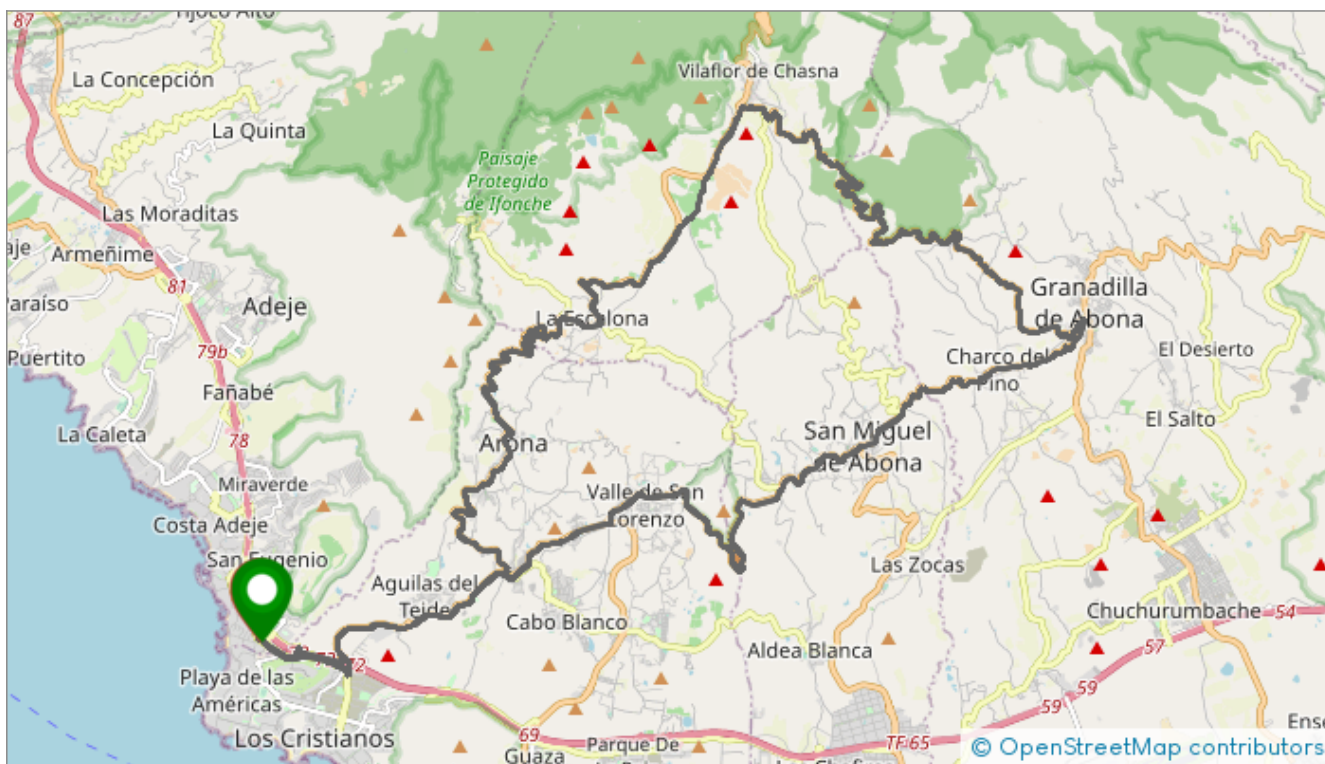 87
Tijoco Alto
La Concepción
Vilaflor de Chasna
La Quinta
Paisaje
Protegido
de Ifonche
Las Moraditas
Armeñime
aje
81
Paraíso
Adeje
Granadilla
de Abona
La Escalona
Puertito
79b
Charco del
Pino
El Desierto
Fañabé
La Caleta
78
El Salto
Arona
San Miguel
de Abona
Miraverde
Valle de San
Lorenzo
Costa Adeje
San Eugenio
Las Zocas
Aguilas del
Teide
Chuchurumbache
54
Cabo Blanco
57
Aldea Blanca
72
Playa de las
Américas
59
59
Los Cristianos
69
Guaza
Parque De
TF-65
© OpenStreetMap contributors